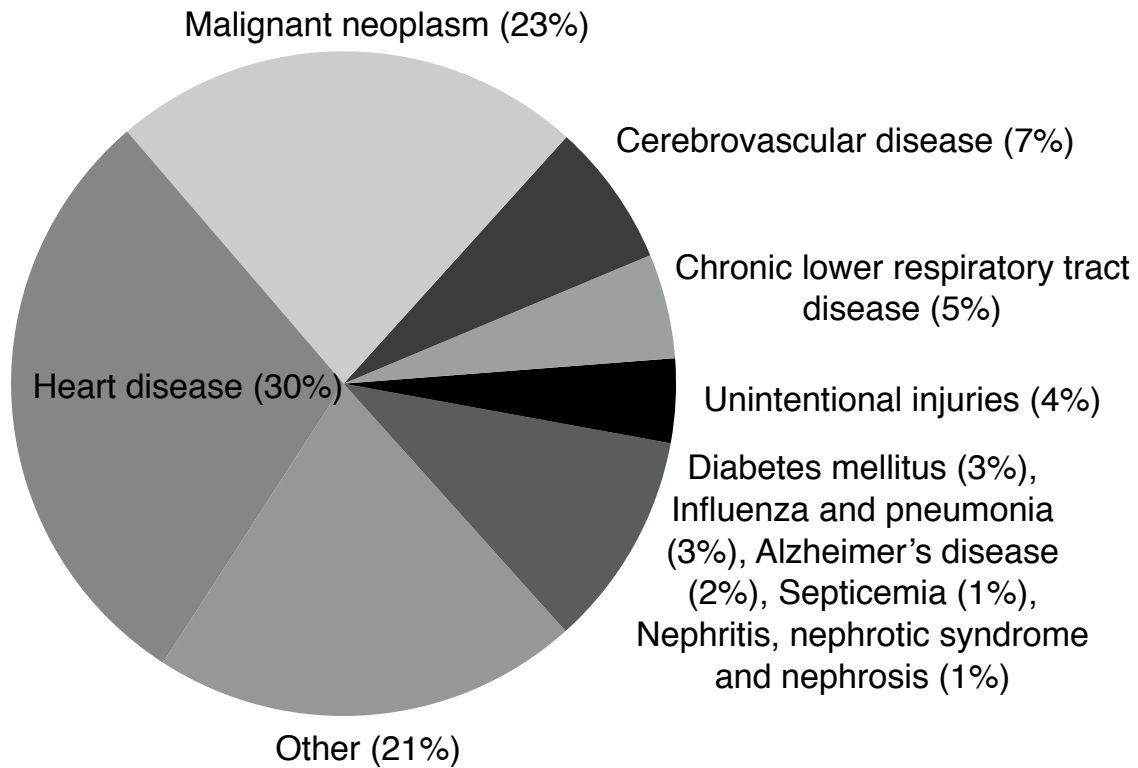 Malignant neoplasm (23%)
Cerebrovascular disease (7%)
Chronic lower respiratory tract
disease (5%)
Heart disease (30%)
Unintentional injuries (4%)
Diabetes mellitus (3%),
Influenza and pneumonia
(3%), Alzheimer’s disease
(2%), Septicemia (1%),
Nephritis, nephrotic syndrome
and nephrosis (1%)
Other (21%)